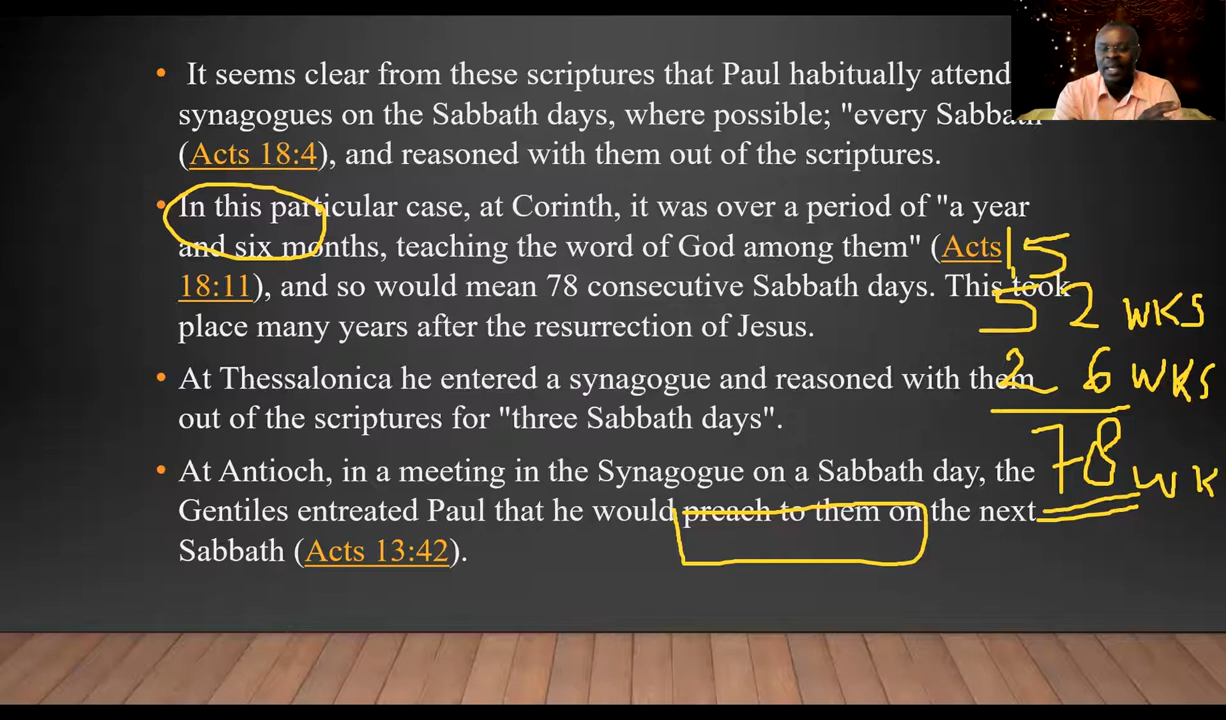 • It seems clear from these scriptures that Paul habitually attend
synagogues on the Sabbath days, where possible; "every Sabbath
(Acts 18:4), and reasoned with them out of the scriptures.
• In this particular case, at Corinth, it was over a period of "a year
and six months, teaching the word of God among them" (Acts
18:11), and so would mean 78 consecutive Sabbath days. This took
place many years after the resurrection of Jesus.
• At Thessalonica he entered a synagogue and reasoned with them
out of the scriptures for "three Sabbath days".
• At Antioch, in a meeting in the Synagogue on a Sabbath day, the
Gentiles entreated Paul that he would preach to them on the next
Sabbath (Acts 13:42).
15
52 WKS
26 WKS
78 WK